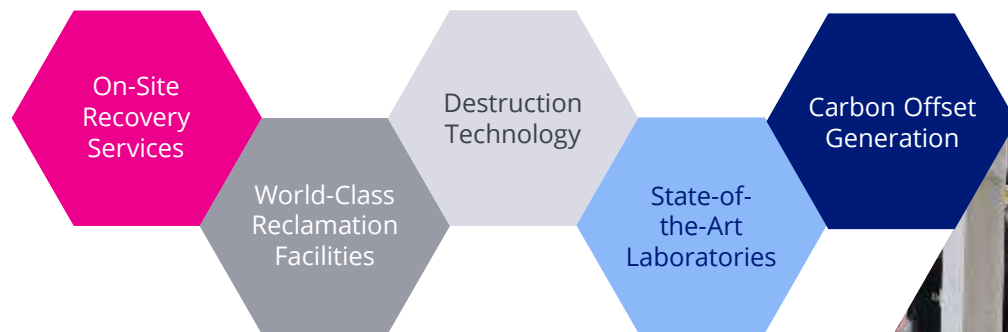 On-Site
Recovery
Services
World-Class
Reclamation
Facilities
Destruction
Technology
State-of-
the-Art
Laboratories
Carbon Offset
Generation